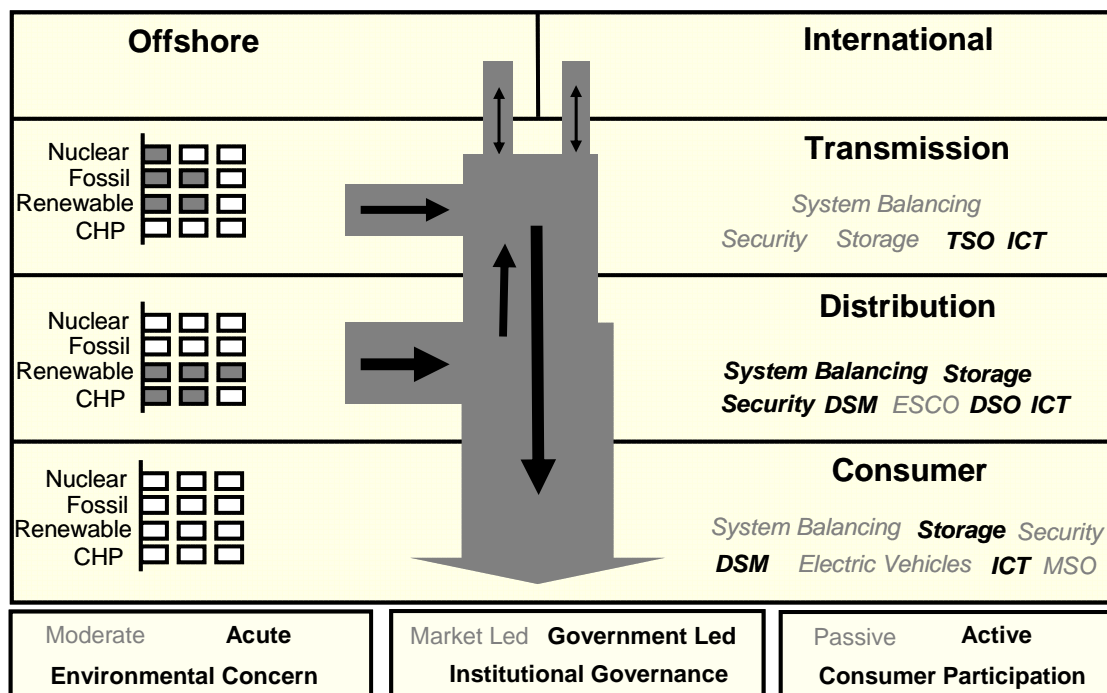 Offshore
International
Nuclear
Fossil
Renewable
CHP
Transmission
System Balancing
Security Storage TSO ICT
Nuclear
Fossil
Renewable
CHP
Distribution
System Balancing Storage
Security DSM ESCO DSO ICT
Nuclear
Fossil
Renewable
CHP
Consumer
System Balancing Storage Security
DSM Electric Vehicles ICT MSO
Moderate Acute
Environmental Concern
Market Led Government Led
Institutional Governance
Passive Active
Consumer Participation